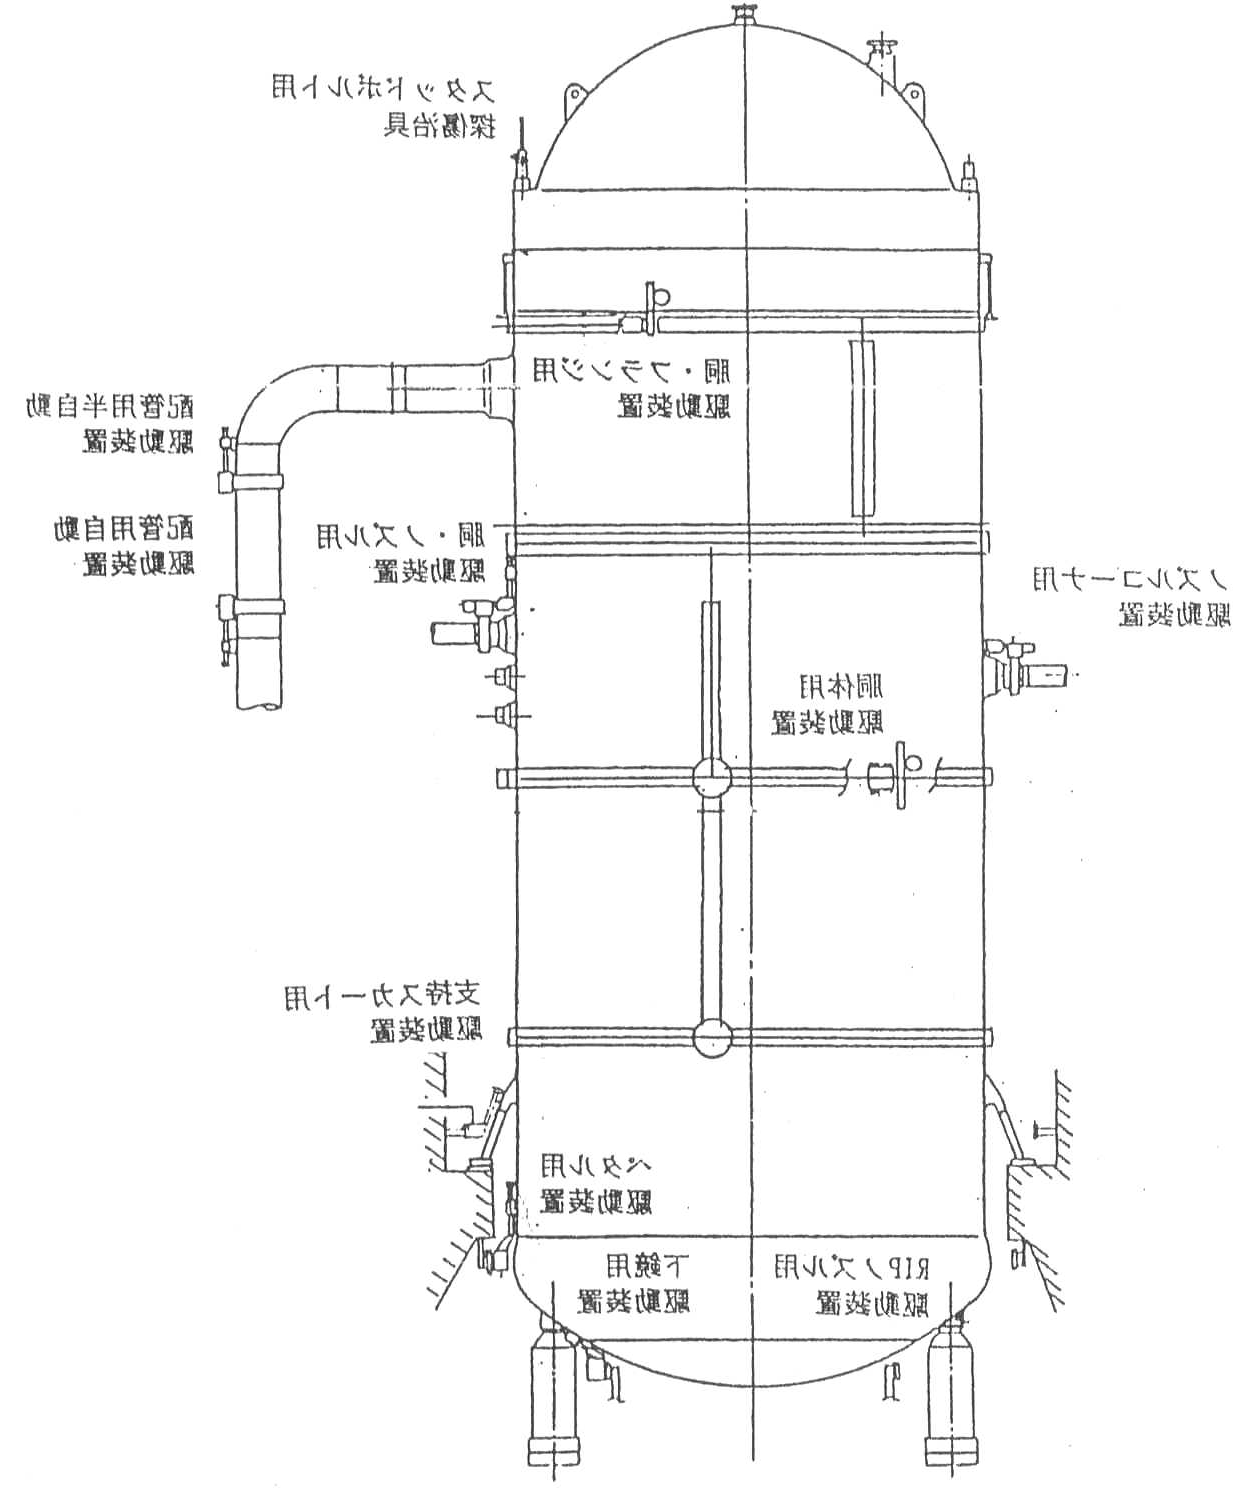 スタッドボルト用
探傷治具
胴・フランジ用
駆動装置
配管用半自動
駆動装置
配管用自動
駆動装置
胴・ノズル用
駆動装置
ノズルコーナ用
駆動装置
胴体用
駆動装置
支持スカート用
駆動装置
ペタル用
駆動装置
下鏡用
駆動装置
RIPノズル用
駆動装置